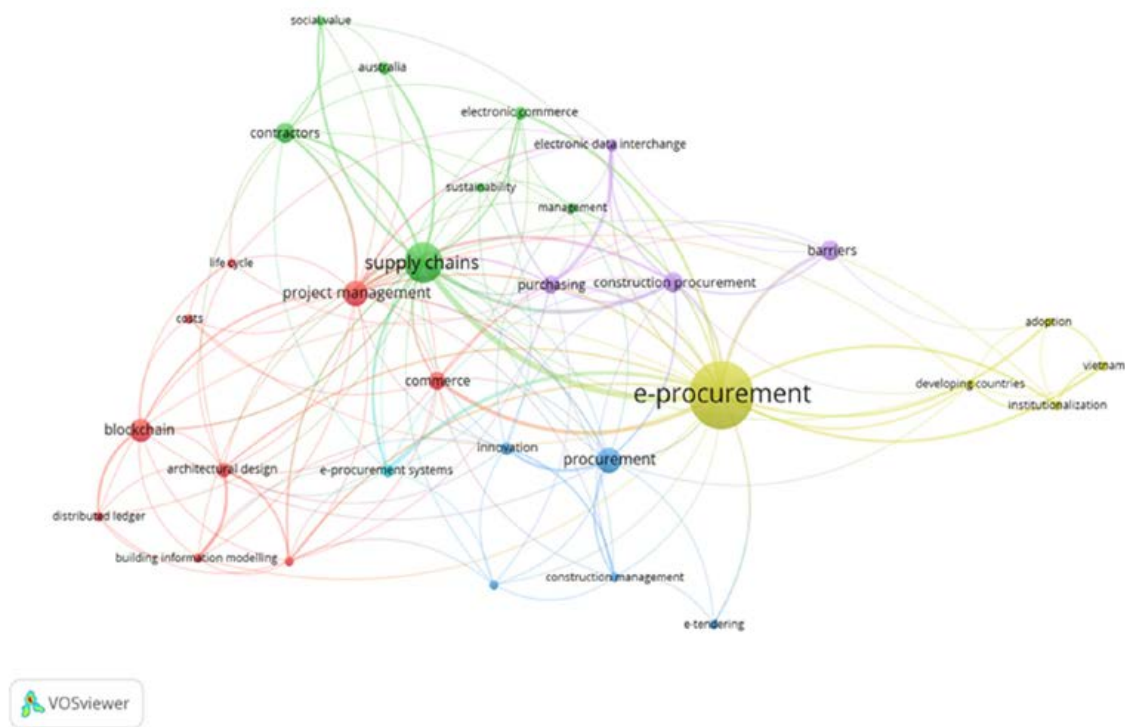 social value
australia
electronic commerce
contractors
electronic data interchange
sustainability
management
barriers
supply chains
life cycle
project management
purchasing
construction procurement
costs
adoption
vietnam
commerce
developing countries
e-procurement
institutionalization
blockchain
innovation
procurement
architectural design
e-procurement systems
distributed ledger
building information modelling
construction management
e-tendering
VOSviewer